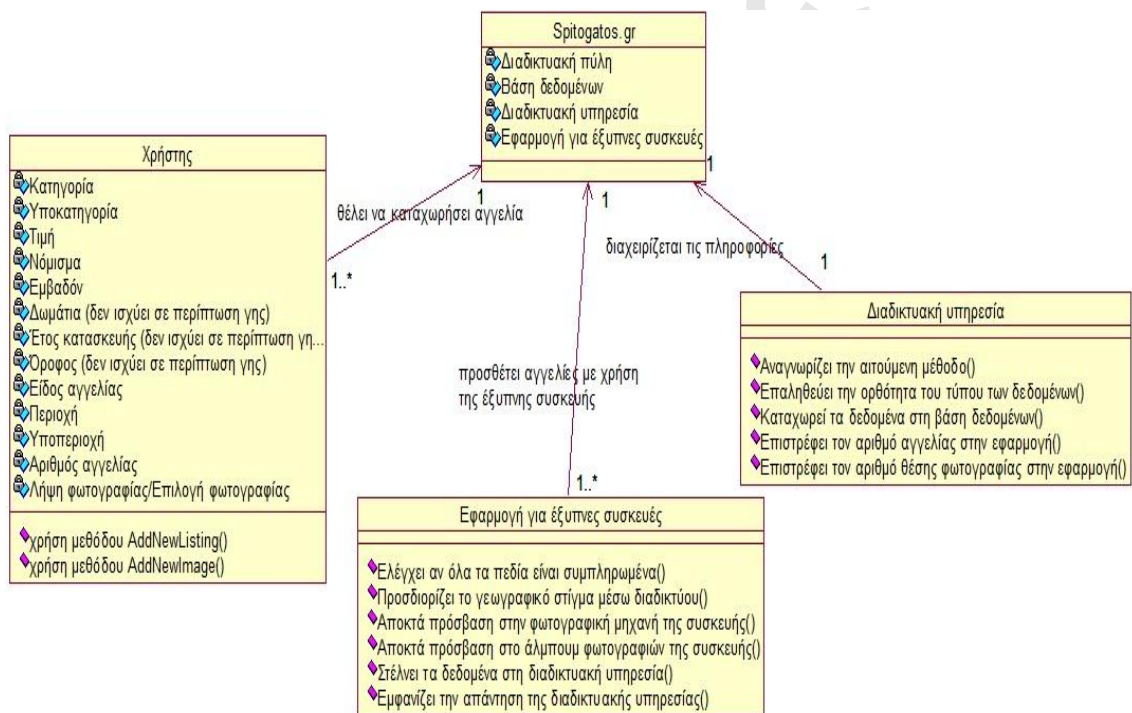 Spitogatos.gr
Διαδικτυακή πύλη
Βάση δεδομένων
Διαδικτυακή υπηρεσία
Εφαρμογή για έξυπνες συσκευές
Χρήστης
Κατηγορία
Υποκατηγορία
Τιμή
Νόμισμα
Εμβαδόν
Δωμάτια (δεν ισχύει σε περίπτωση γης)
Έτος κατασκευής (δεν ισχύει σε περίπτωση γη...
Όροφος (δεν ισχύει σε περίπτωση γης)
Είδος αγγελίας
Περιοχή
Υποπεριοχή
Αριθμός αγγελίας
Λήψη φωτογραφίας/Επιλογή φωτογραφίας
χρήση μεθόδου AddNewListing()
χρήση μεθόδου AddNewImage()
1
θέλει να καταχωρήσει αγγελία
1..*
1
προσθέτει αγγελίες με χρήση
της έξυπνης συσκευής
1..*
1
διαχειρίζεται τις πληροφορίες
1
Διαδικτυακή υπηρεσία
Αναγνωρίζει την αιτούμενη μέθοδο()
Επαληθεύει την ορθότητα του τύπου των δεδομένων()
Καταχωρεί τα δεδομένα στη βάση δεδομένων()
Επιστρέφει τον αριθμό αγγελίας στην εφαρμογή()
Επιστρέφει τον αριθμό θέσης φωτογραφίας στην εφαρμογή()
Εφαρμογή για έξυπνες συσκευές
Ελέγχει αν όλα τα πεδία είναι συμπληρωμένα()
Προσδιορίζει το γεωγραφικό στίγμα μέσω διαδικτύου()
Αποκτά πρόσβαση στην φωτογραφική μηχανή της συσκευής()
Αποκτά πρόσβαση στο άλμπουμ φωτογραφιών της συσκευής()
Στέλνει τα δεδομένα στη διαδικτυακή υπηρεσία()
Εμφανίζει την απάντηση της διαδικτυακής υπηρεσίας()